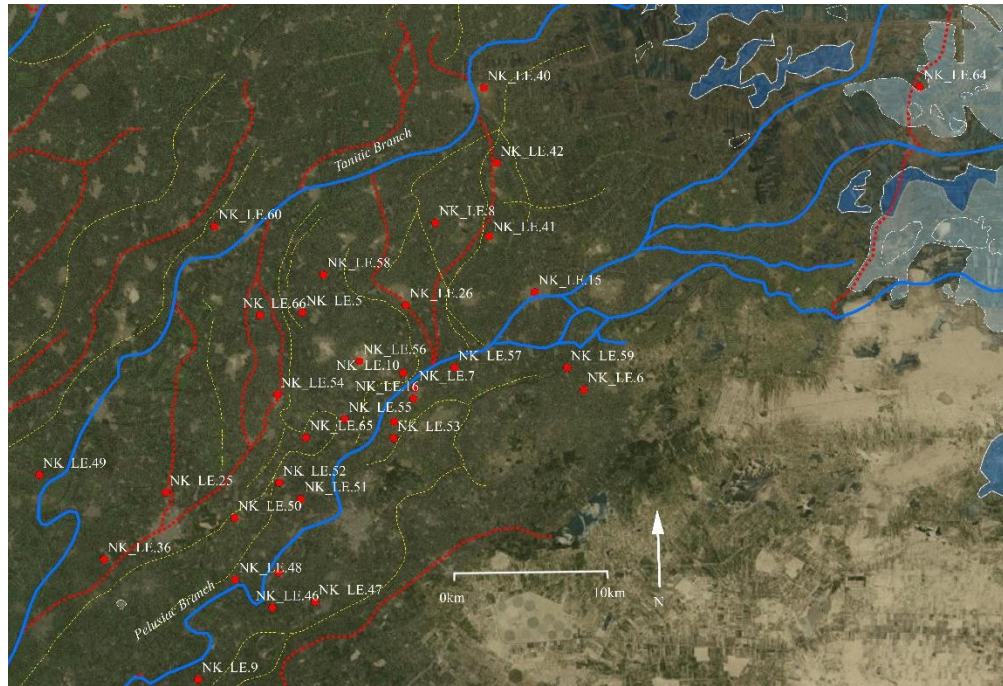 NK_LE.40
NK_LE.64
Tanitic Branch
NK_LE.42
NK_LE.60
NK_LE.8
NK_LE.41
NK_LE.58
NK_LE.15
NK_LE.26
NK_LE.66
NK_LE.5
NK_LE.56
NK_LE.57
NK_LE.59
NK_LE.10
NK_LE.7
NK_LE.54
NK_LE.16
NK_LE.6
NK_LE.55
NK_LE.65
NK_LE.53
NK_LE.49
NK_LE.52
NK_LE.25
NK_LE.51
NK_LE.50
NK_LE.36
NK_LE.48
0km
10km
N
NK_LE.46
NK_LE.47
Pelusiac Branch
NK_LE.9